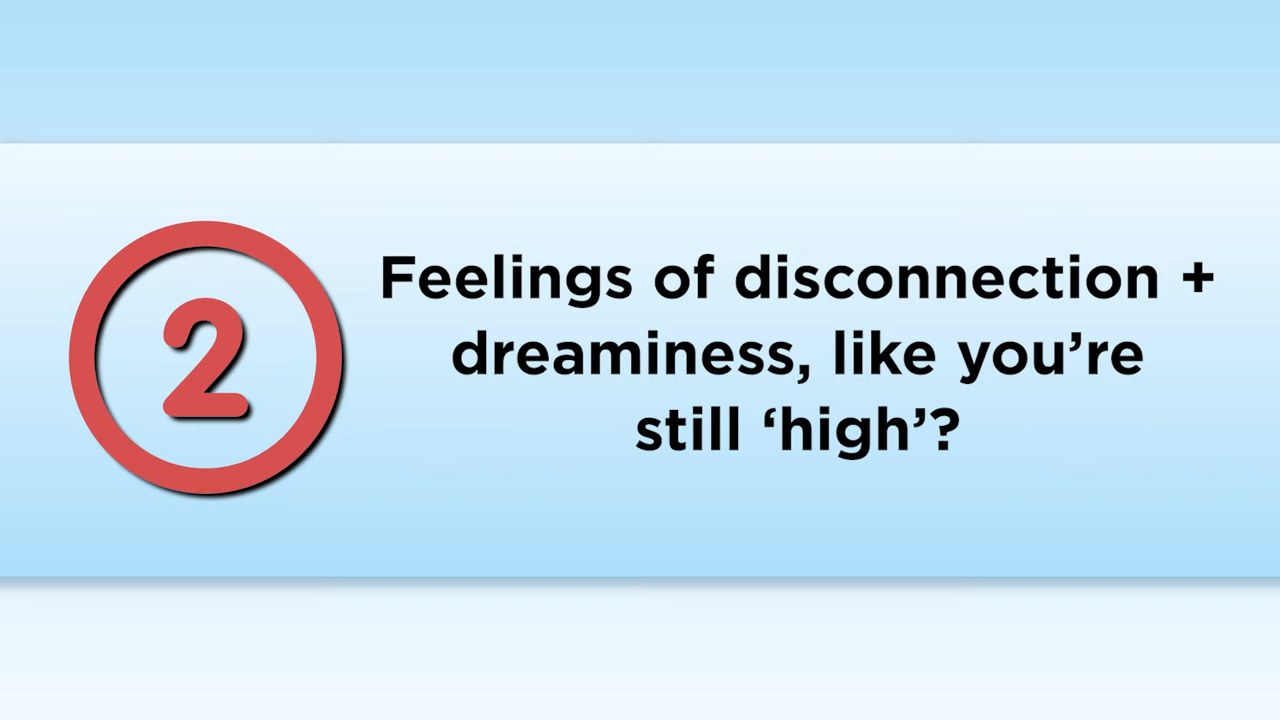 2
Feelings of disconnection +
dreaminess, like you’re
still ‘high’?